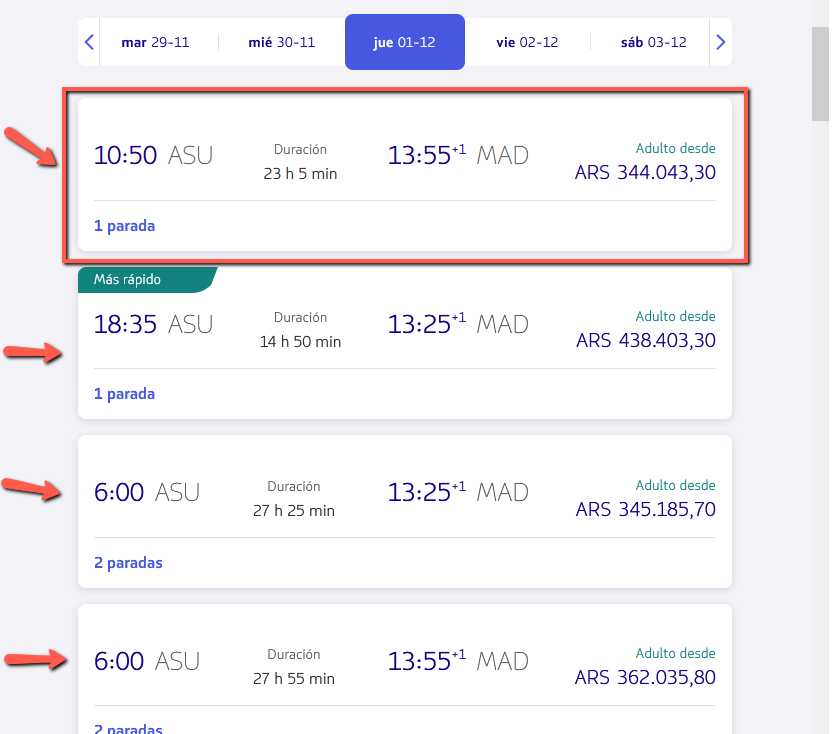 mar 29-11 mié 30-11 jue 01-12 vie 02-12 sáb 03-12
10:50 ASU Duración 23 h 5 min 13:55+1 MAD Adulto desde ARS 344.043,30
1 parada
Más rápido
18:35 ASU Duración 14 h 50 min 13:25+1 MAD Adulto desde ARS 438.403,30
1 parada
6:00 ASU Duración 27 h 25 min 13:25+1 MAD Adulto desde ARS 345.185,70
2 paradas
6:00 ASU Duración 27 h 55 min 13:55+1 MAD Adulto desde ARS 362.035,80
2 paradas